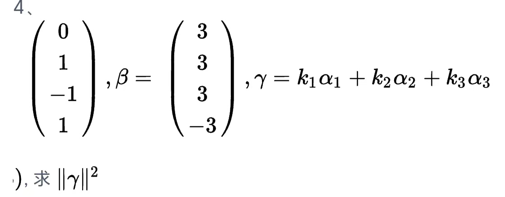 4、
(0, 1, -1, 1), β = (3, 3, 3, -3), γ = k₁α₁ + k₂α₂ + k₃α₃
), 求 ‖γ‖²